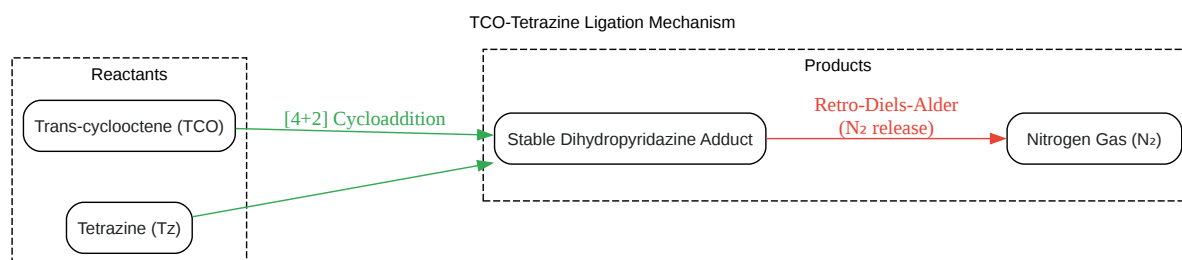 TCO-Tetrazine Ligation Mechanism
Reactants
Products
Trans-cyclooctene (TCO)
[4+2] Cycloaddition
Stable Dihydropyridazine Adduct
Retro-Diels-Alder
(N₂ release)
Nitrogen Gas (N₂)
Tetrazine (Tz)